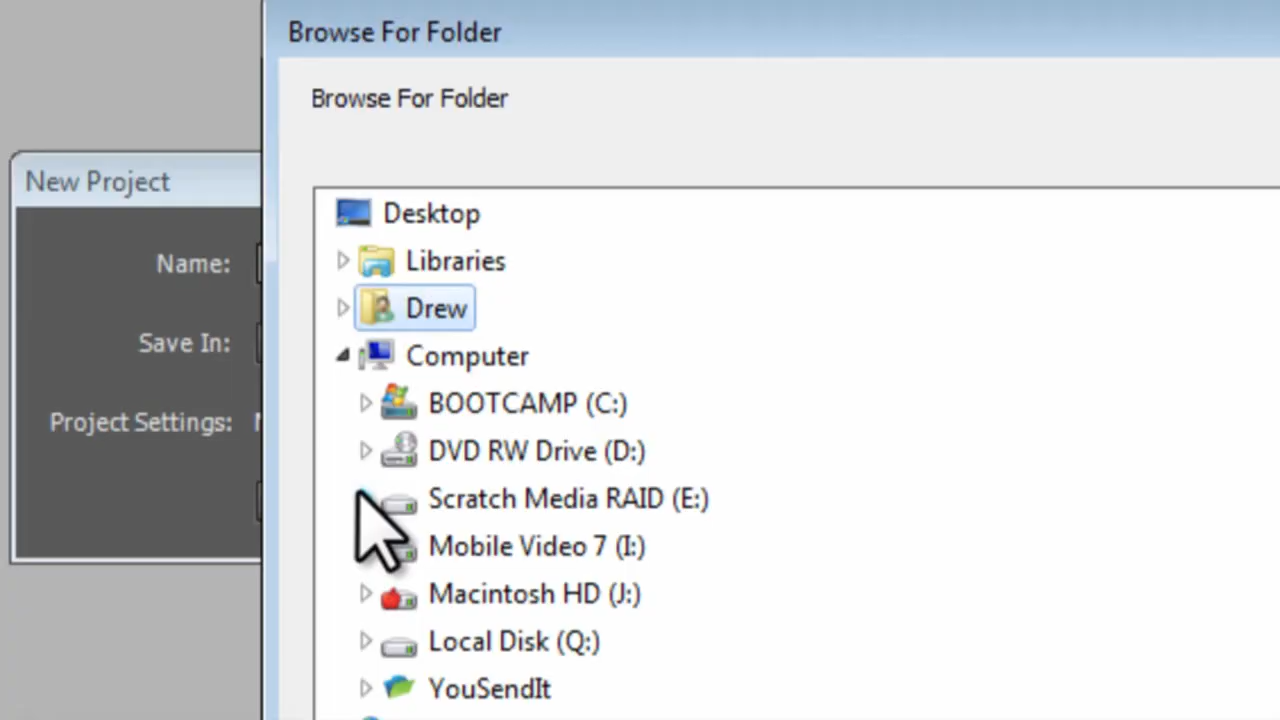 Browse For Folder
Browse For Folder
New Project
Name:
Save In:
Project Settings:
Desktop
Libraries
Drew
Computer
BOOTCAMP (C:)
DVD RW Drive (D:)
Scratch Media RAID (E:)
Mobile Video 7 (I:)
Macintosh HD (J:)
Local Disk (Q:)
YouSendIt